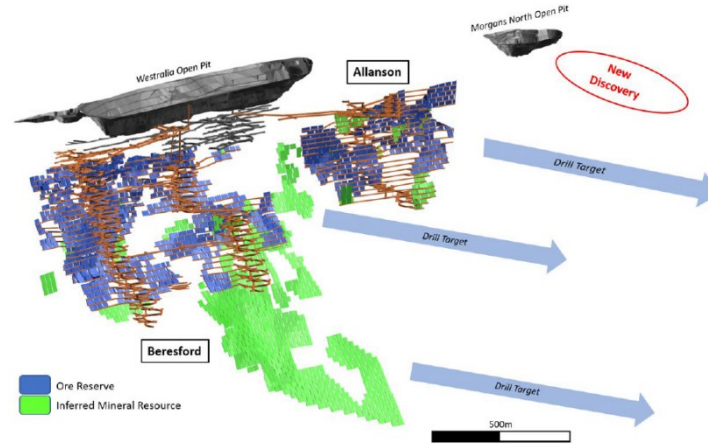 Morgans North Open Pit
Westralia Open Pit
Allanson
New
Discovery
Drill Target
Drill Target
Beresford
Drill Target
Ore Reserve
Inferred Mineral Resource
500m